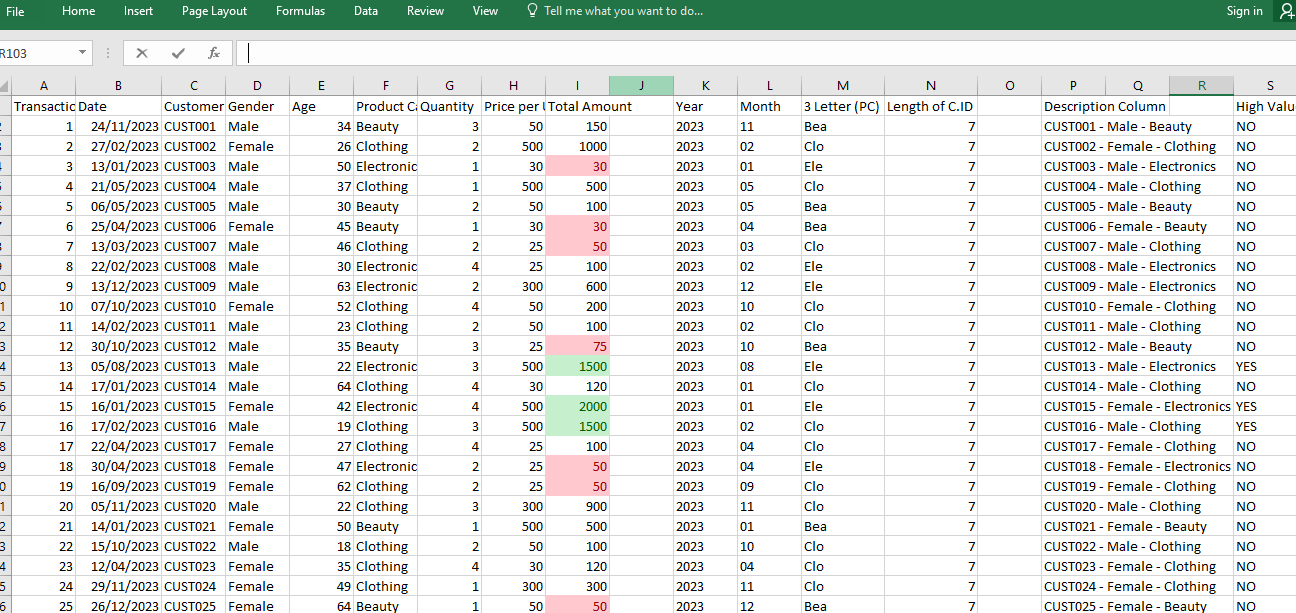 File Home Insert Page Layout Formulas Data Review View Tell me what you want to do... Sign in
R103 fx
A B C D E F G H I J K L M N O P Q R S
Transactic Date Customer Gender Age Product Ca Quantity Price per U Total Amount Year Month 3 Letter (PC) Length of C.ID Description Column High Value
1 24/11/2023 CUST001 Male 34 Beauty 3 50 150 2023 11 Bea 7 CUST001 - Male - Beauty NO
2 27/02/2023 CUST002 Female 26 Clothing 2 500 1000 2023 02 Clo 7 CUST002 - Female - Clothing NO
3 13/01/2023 CUST003 Male 50 Electronic 1 30 30 2023 01 Ele 7 CUST003 - Male - Electronics NO
4 21/05/2023 CUST004 Male 37 Clothing 1 500 500 2023 05 Clo 7 CUST004 - Male - Clothing NO
5 06/05/2023 CUST005 Male 30 Beauty 2 50 100 2023 05 Bea 7 CUST005 - Male - Beauty NO
6 25/04/2023 CUST006 Female 45 Beauty 1 30 30 2023 04 Bea 7 CUST006 - Female - Beauty NO
7 13/03/2023 CUST007 Male 46 Clothing 2 25 50 2023 03 Clo 7 CUST007 - Male - Clothing NO
8 22/02/2023 CUST008 Male 30 Electronic 4 25 100 2023 02 Ele 7 CUST008 - Male - Electronics NO
9 13/12/2023 CUST009 Male 63 Electronic 2 300 600 2023 12 Ele 7 CUST009 - Male - Electronics NO
10 07/10/2023 CUST010 Female 52 Clothing 4 50 200 2023 10 Clo 7 CUST010 - Female - Clothing NO
11 14/02/2023 CUST011 Male 23 Clothing 2 50 100 2023 02 Clo 7 CUST011 - Male - Clothing NO
12 30/10/2023 CUST012 Male 35 Beauty 3 25 75 2023 10 Bea 7 CUST012 - Male - Beauty NO
13 05/08/2023 CUST013 Male 22 Electronic 3 500 1500 2023 08 Ele 7 CUST013 - Male - Electronics YES
14 17/01/2023 CUST014 Male 64 Clothing 4 30 120 2023 01 Clo 7 CUST014 - Male - Clothing NO
15 16/01/2023 CUST015 Female 42 Electronic 4 500 2000 2023 01 Ele 7 CUST015 - Female - Electronics YES
16 17/02/2023 CUST016 Male 19 Clothing 3 500 1500 2023 02 Clo 7 CUST016 - Male - Clothing YES
17 22/04/2023 CUST017 Female 27 Clothing 4 25 100 2023 04 Clo 7 CUST017 - Female - Clothing NO
18 30/04/2023 CUST018 Female 47 Electronic 2 25 50 2023 04 Ele 7 CUST018 - Female - Electronics NO
19 16/09/2023 CUST019 Female 62 Clothing 2 25 50 2023 09 Clo 7 CUST019 - Female - Clothing NO
20 05/11/2023 CUST020 Male 22 Clothing 3 300 900 2023 11 Clo 7 CUST020 - Male - Clothing NO
21 14/01/2023 CUST021 Female 50 Beauty 1 500 500 2023 01 Bea 7 CUST021 - Female - Beauty NO
22 15/10/2023 CUST022 Male 18 Clothing 2 50 100 2023 10 Clo 7 CUST022 - Male - Clothing NO
23 12/04/2023 CUST023 Female 35 Clothing 4 30 120 2023 04 Clo 7 CUST023 - Female - Clothing NO
24 29/11/2023 CUST024 Female 49 Clothing 1 300 300 2023 11 Clo 7 CUST024 - Female - Clothing NO
25 26/12/2023 CUST025 Female 64 Beauty 1 50 50 2023 12 Bea 7 CUST025 - Female - Beauty NO